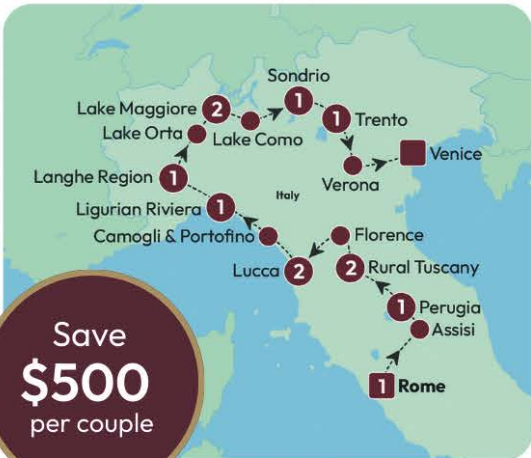 Sondrio
1
Lake Maggiore 2
1 Trento
Lake Orta
Lake Como
Venice
Langhe Region 1
Verona
Italy
Ligurian Riviera 1
Camogli & Portofino
Florence
Lucca 2
2 Rural Tuscany
1 Perugia
Assisi
Save
$500
per couple
1 Rome